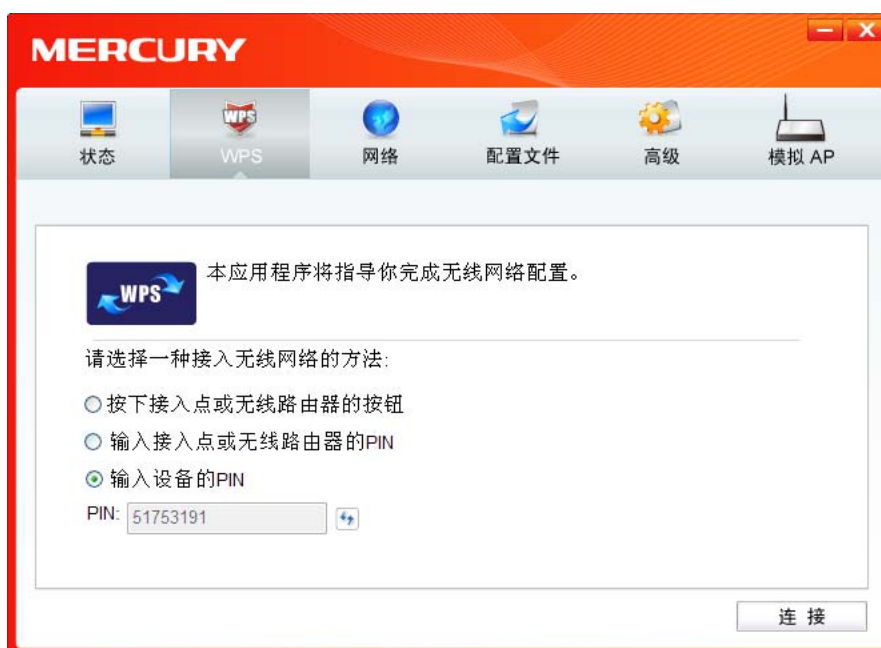 MERCURY
状态
WPS
WPS
网络
配置文件
高级
模拟 AP
WPS
本应用程序将指导你完成无线网络配置。
请选择一种接入无线网络的方法:
按下接入点或无线路由器的按钮
输入接入点或无线路由器的PIN
输入设备的PIN
PIN: 51753191
连 接